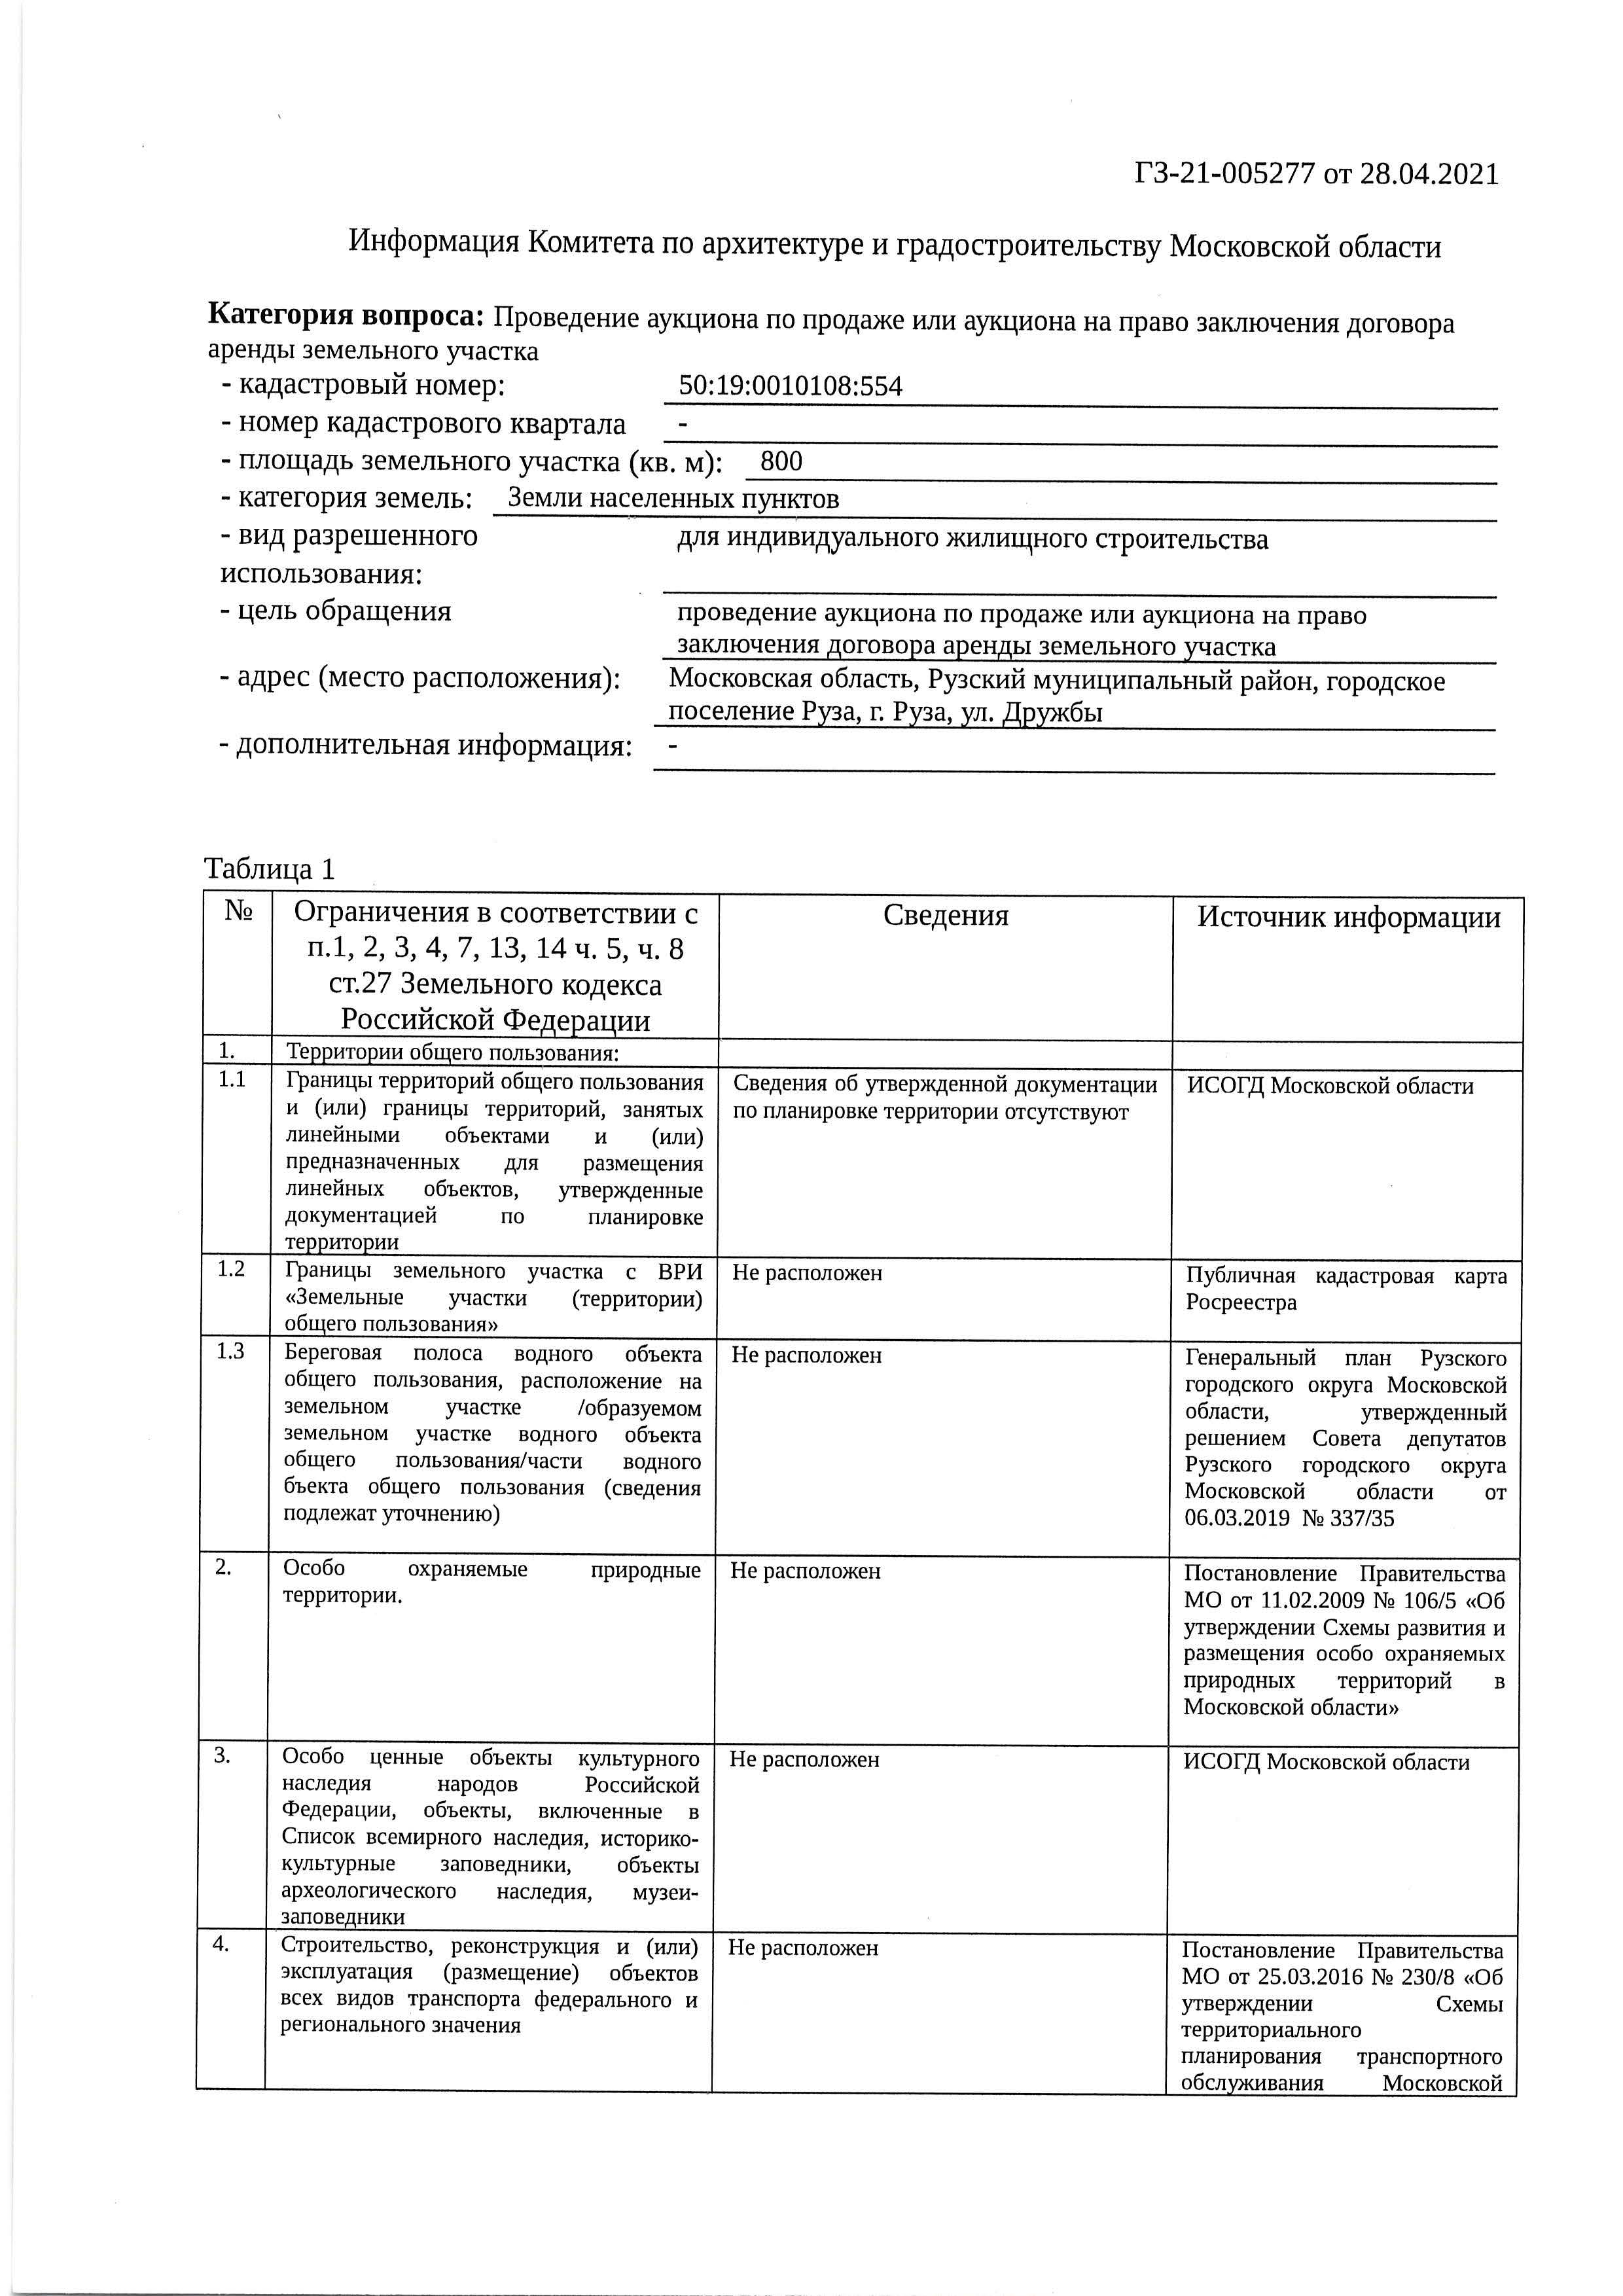 ГЗ-21-005277 от 28.04.2021
Информация Комитета по архитектуре и градостроительству Московской области
Категория вопроса: Проведение аукциона по продаже или аукциона на право заключения договора
аренды земельного участка
- кадастровый номер: 50:19:0010108:554
- номер кадастрового квартала -
- площадь земельного участка (кв. м): 800
- категория земель: Земли населенных пунктов
- вид разрешенного для индивидуального жилищного строительства
использования:
- цель обращения проведение аукциона по продаже или аукциона на право
заключения договора аренды земельного участка
- адрес (место расположения): Московская область, Рузский муниципальный район, городское
поселение Руза, г. Руза, ул. Дружбы
- дополнительная информация: -
Таблица 1
№
Ограничения в соответствии с
п.1, 2, 3, 4, 7, 13, 14 ч. 5, ч. 8
ст.27 Земельного кодекса
Российской Федерации
Сведения
Источник информации
1.
Территории общего пользования:
1.1
Границы территорий общего пользования
и (или) границы территорий, занятых
линейными объектами и (или)
предназначенных для размещения
линейных объектов, утвержденные
документацией по планировке
территории
Сведения об утвержденной документации
по планировке территории отсутствуют
ИСОГД Московской области
1.2
Границы земельного участка с ВРИ
«Земельные участки (территории)
общего пользования»
Не расположен
Публичная кадастровая карта
Росреестра
1.3
Береговая полоса водного объекта
общего пользования, расположение на
земельном участке /образуемом
земельном участке водного объекта
общего пользования/части водного
бъекта общего пользования (сведения
подлежат уточнению)
Не расположен
Генеральный план Рузского
городского округа Московской
области, утвержденный
решением Совета депутатов
Рузского городского округа
Московской области от
06.03.2019 № 337/35
2.
Особо охраняемые природные
территории.
Не расположен
Постановление Правительства
МО от 11.02.2009 № 106/5 «Об
утверждении Схемы развития и
размещения особо охраняемых
природных территорий в
Московской области»
3.
Особо ценные объекты культурного
наследия народов Российской
Федерации, объекты, включенные в
Список всемирного наследия, историко-
культурные заповедники, объекты
археологического наследия, музеи-
заповедники
Не расположен
ИСОГД Московской области
4.
Строительство, реконструкция и (или)
эксплуатация (размещение) объектов
всех видов транспорта федерального и
регионального значения
Не расположен
Постановление Правительства
МО от 25.03.2016 № 230/8 «Об
утверждении Схемы
территориального
планирования транспортного
обслуживания Московской